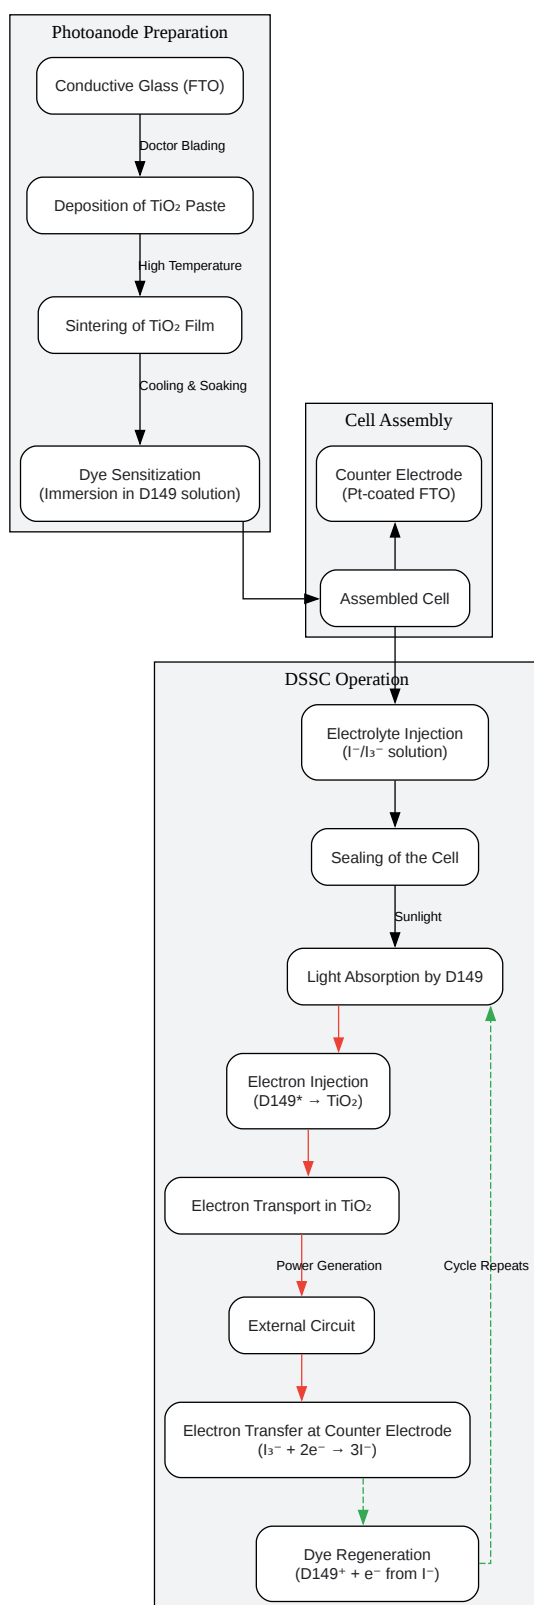 Photoanode Preparation
Conductive Glass (FTO)
Doctor Blading
Deposition of TiO₂ Paste
High Temperature
Sintering of TiO₂ Film
Cooling & Soaking
Dye Sensitization
(Immersion in D149 solution)
Cell Assembly
Counter Electrode
(Pt-coated FTO)
Assembled Cell
DSSC Operation
Electrolyte Injection
(I⁻/I₃⁻ solution)
Sealing of the Cell
Sunlight
Light Absorption by D149
Electron Injection
(D149* → TiO₂)
Electron Transport in TiO₂
Power Generation
Cycle Repeats
External Circuit
Electron Transfer at Counter Electrode
(I₃⁻ + 2e⁻ → 3I⁻)
Dye Regeneration
(D149⁺ + e⁻ from I⁻)